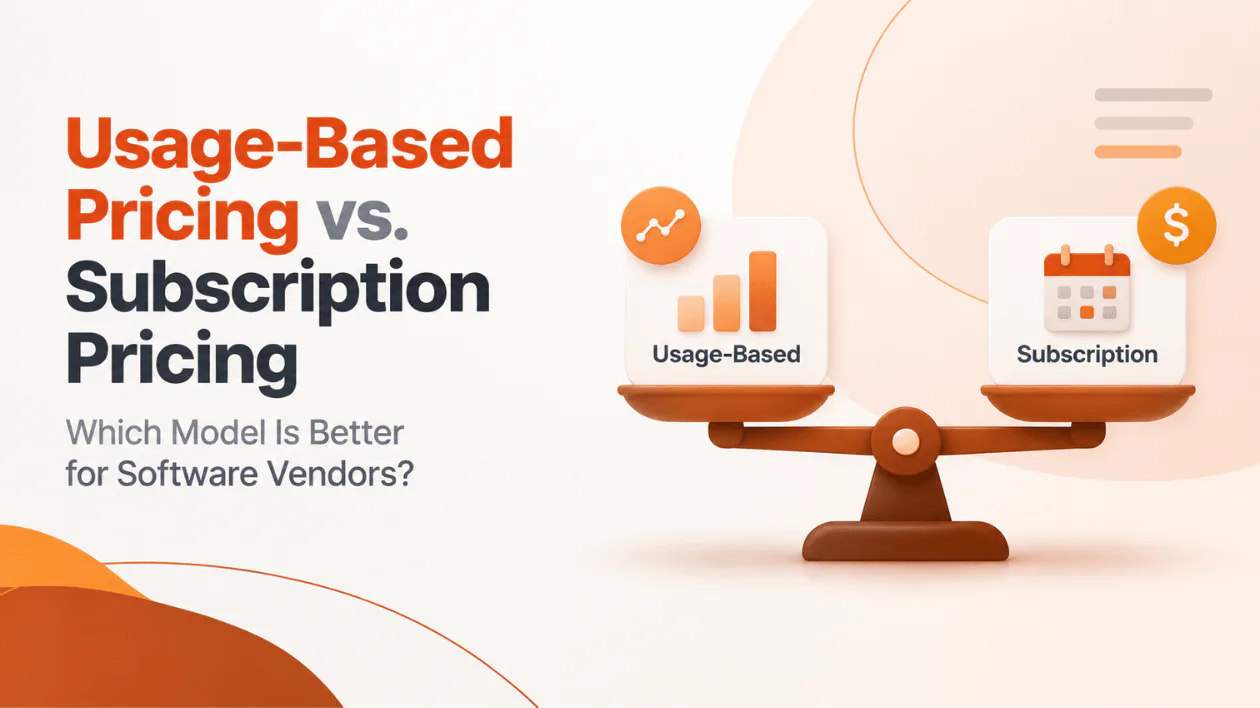 Usage-Based
Pricing vs.
Subscription
Pricing
Which Model Is Better
for Software Vendors?
$
Usage-Based
Subscription